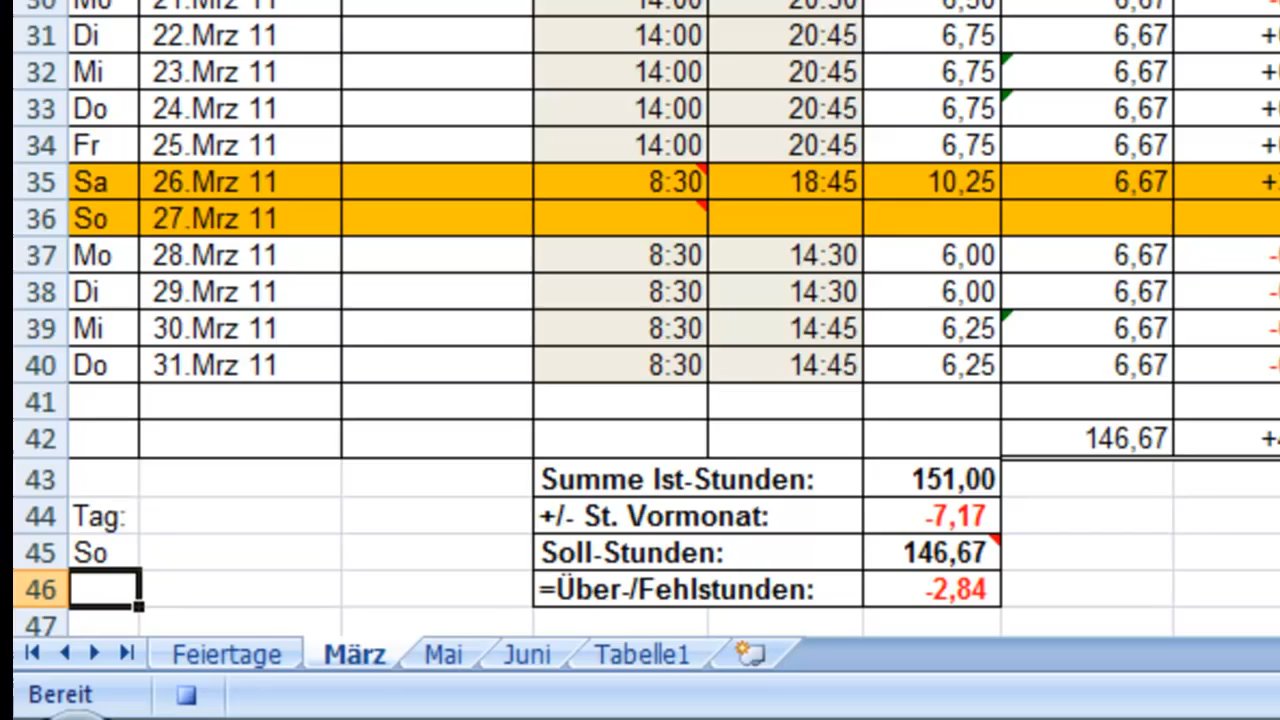 31 Di 22.Mrz 11 14:00 20:45 6,75 6,67
32 Mi 23.Mrz 11 14:00 20:45 6,75 6,67
33 Do 24.Mrz 11 14:00 20:45 6,75 6,67
34 Fr 25.Mrz 11 14:00 20:45 6,75 6,67
35 Sa 26.Mrz 11 8:30 18:45 10,25 6,67
36 So 27.Mrz 11
37 Mo 28.Mrz 11 8:30 14:30 6,00 6,67
38 Di 29.Mrz 11 8:30 14:30 6,00 6,67
39 Mi 30.Mrz 11 8:30 14:45 6,25 6,67
40 Do 31.Mrz 11 8:30 14:45 6,25 6,67
41
42 146,67
43 Summe Ist-Stunden: 151,00
44 Tag: +/- St. Vormonat: -7,17
45 So Soll-Stunden: 146,67
46 =Über-/Fehlstunden: -2,84
47
Feiertage März Mai Juni Tabelle1
Bereit